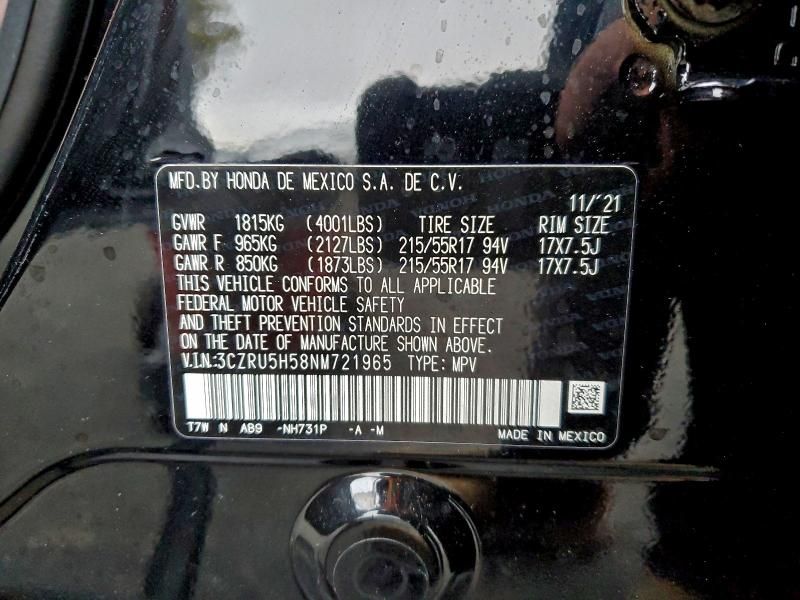 MFD.BY HONDA DE MEXICO S.A. DE C.V.
11/'21
GVWR 1815KG (4001LBS) TIRE SIZE RIM SIZE
GAWR F 965KG (2127LBS) 215/55R17 94V 17X7.5J
GAWR R 850KG (1873LBS) 215/55R17 94V 17X7.5J
THIS VEHICLE CONFORMS TO ALL APPLICABLE
FEDERAL MOTOR VEHICLE SAFETY
AND THEFT PREVENTION STANDARDS IN EFFECT
ON THE DATE OF MANUFACTURE SHOWN ABOVE.
V.I.N:3CZRU5H58NM721965 TYPE: MPV
T7W N AB9 -NH731P -A -M
MADE IN MEXICO